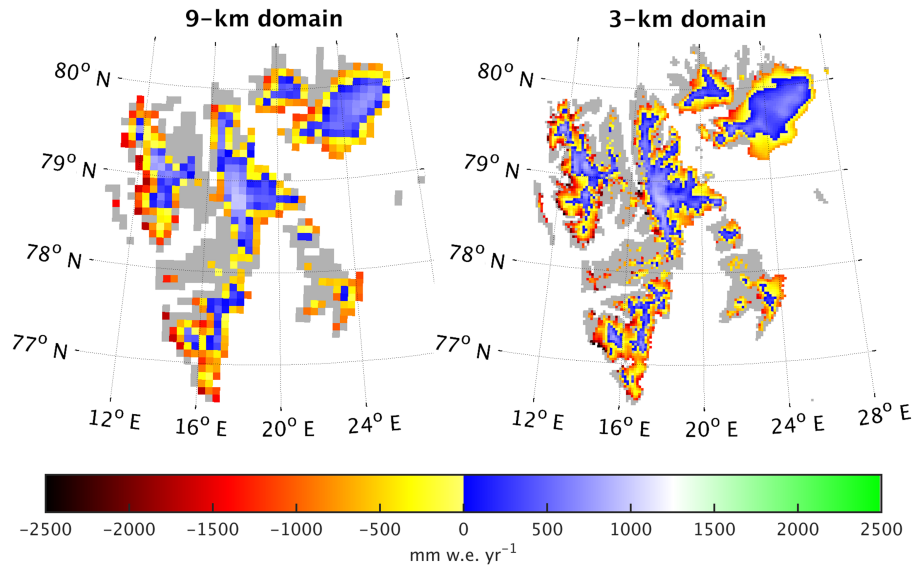 9-km domain 3-km domain
80° N 80° N
79° N 79° N
78° N 78° N
77° N 77° N
12° E 16° E 20° E 24° E 12° E 16° E 20° E 24° E 28° E
−2500 −2000 −1500 −1000 −500 0 500 1000 1500 2000 2500
mm w.e. yr⁻¹